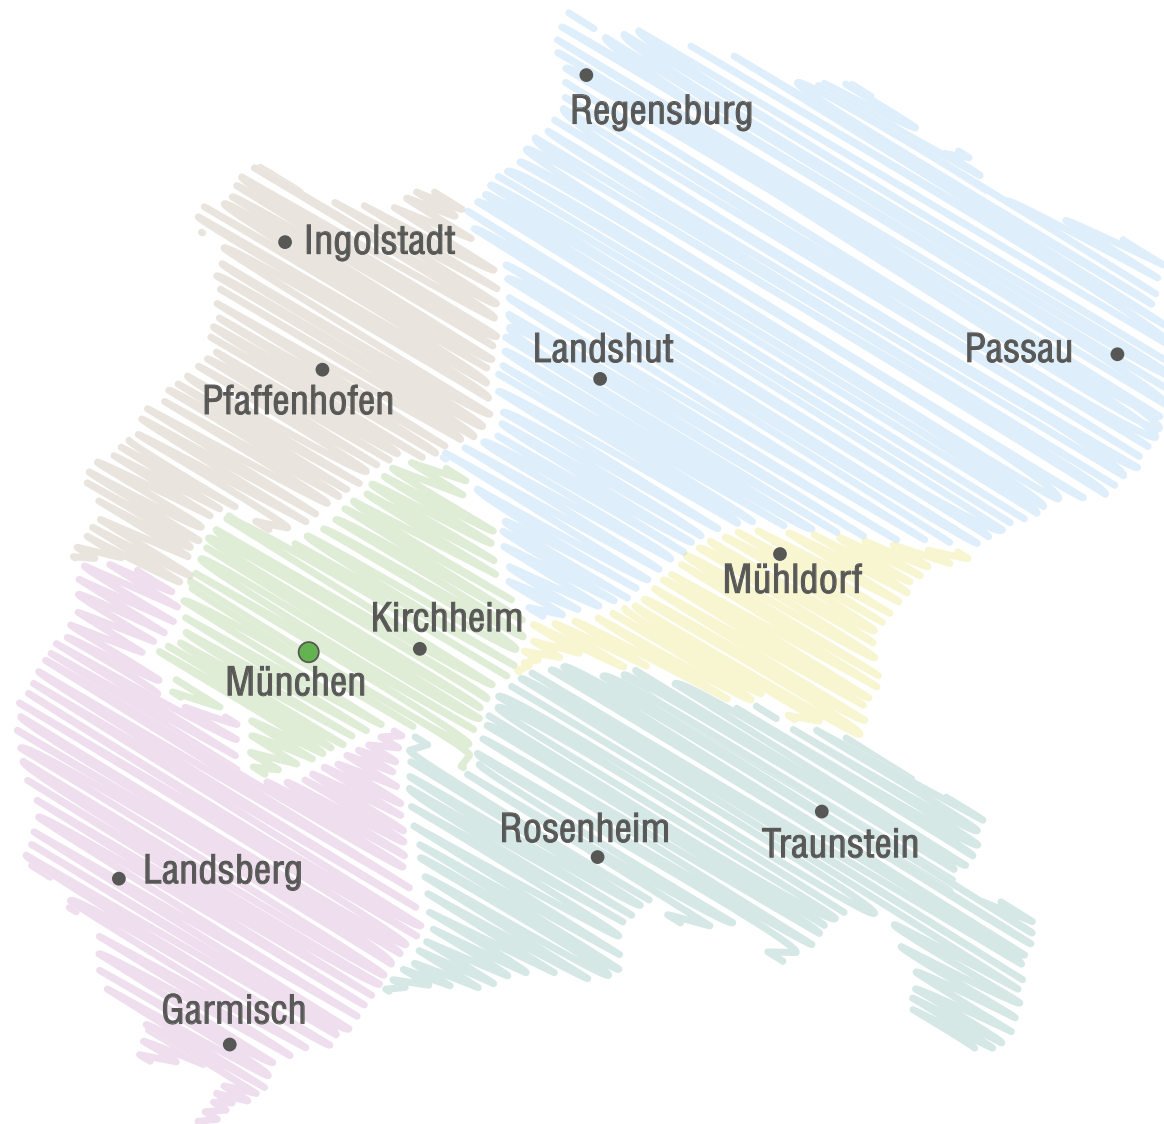 Regensburg
Ingolstadt
Landshut
Passau
Pfaffenhofen
Mühldorf
Kirchheim
München
Rosenheim
Traunstein
Landsberg
Garmisch